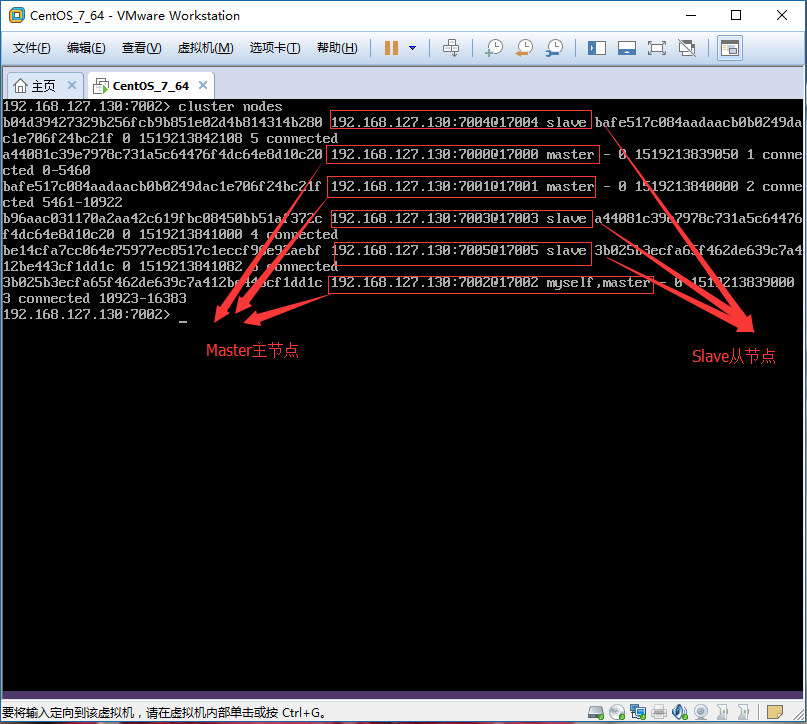 CentOS_7_64 - VMware Workstation
文件(F) 编辑(E) 查看(V) 虚拟机(M) 选项卡(T) 帮助(H)
主页 CentOS_7_64
192.168.127.130:7002> cluster nodes
b04d39427329b256fcb9b851e02d4b814314b280 192.168.127.130:7004@17004 slave bafe517c084aadaacb0b0249da
c1e706f24bc21f 0 1519213842108 5 connected
a44081c39e7978c731a5c64476f4dc64e8d10c20 192.168.127.130:7000@17000 master - 0 1519213839050 1 conne
cted 0-5460
bafe517c084aadaacb0b0249dac1e706f24bc21f 192.168.127.130:7001@17001 master - 0 1519213840000 2 conne
cted 5461-10922
b96aac031170a2aa42c619fbc08450bb51af372c 192.168.127.130:7003@17003 slave a44081c39e7978c731a5c64476
f4dc64e8d10c20 0 1519213841000 4 connected
be14cfa7cc064e75977ec8517c1eccf90e92aebf 192.168.127.130:7005@17005 slave 3b025b3ecfa65f462de639c7a4
12be443cf1dd1c 0 1519213841082 connected
3b025b3ecfa65f462de639c7a412be443cf1dd1c 192.168.127.130:7002@17002 myself,master - 0 1519213839000
3 connected 10923-16383
192.168.127.130:7002> _
Master主节点
Slave从节点
要将输入定向到该虚拟机，请在虚拟机内部单击或按 Ctrl+G。